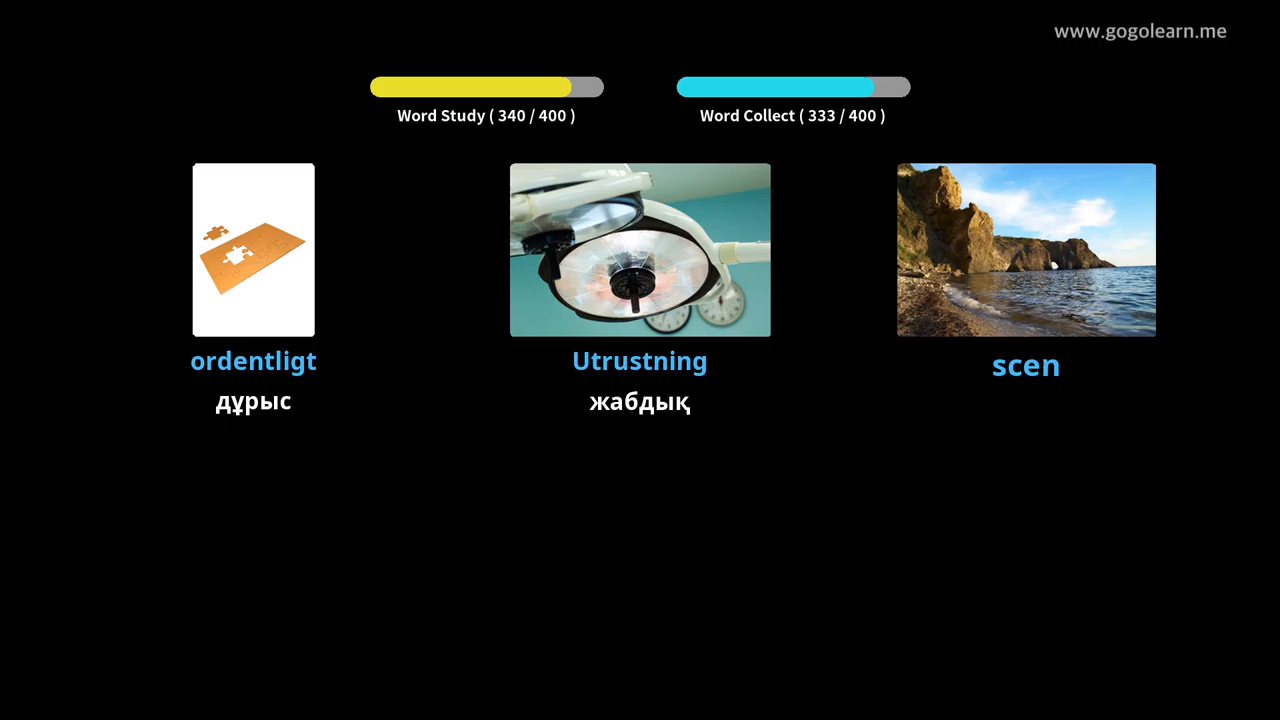 www.gogolearn.me
Word Study ( 340 / 400 )
Word Collect ( 333 / 400 )
ordentligt
дұрыс
Utrustning
жабдық
scen